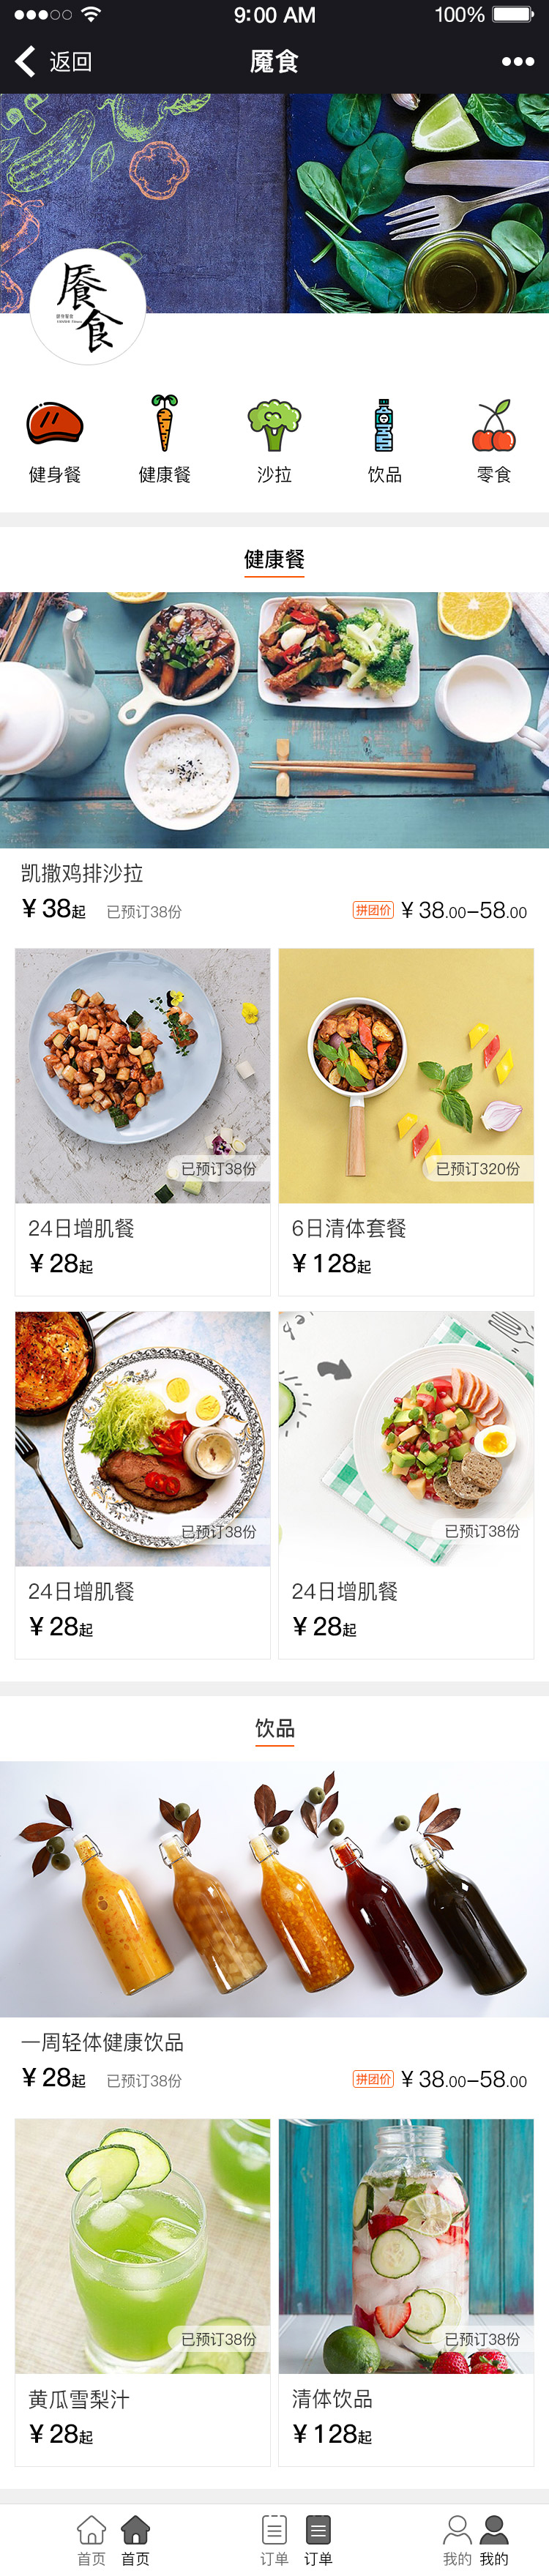 9:00 AM
100%
返回
魇食
餍食
健身餐
健康餐
沙拉
饮品
零食
健康餐
凯撒鸡排沙拉
¥ 38起 已预订38份 拼团价 ¥ 38.00–58.00
已预订38份
已预订320份
24日增肌餐
6日清体套餐
¥ 28起
¥ 128起
已预订38份
已预订38份
24日增肌餐
24日增肌餐
¥ 28起
¥ 28起
饮品
一周轻体健康饮品
¥ 28起 已预订38份 拼团价 ¥ 38.00–58.00
已预订38份
已预订38份
黄瓜雪梨汁
清体饮品
¥ 28起
¥ 128起
首页 首页 订单 订单 我的 我的